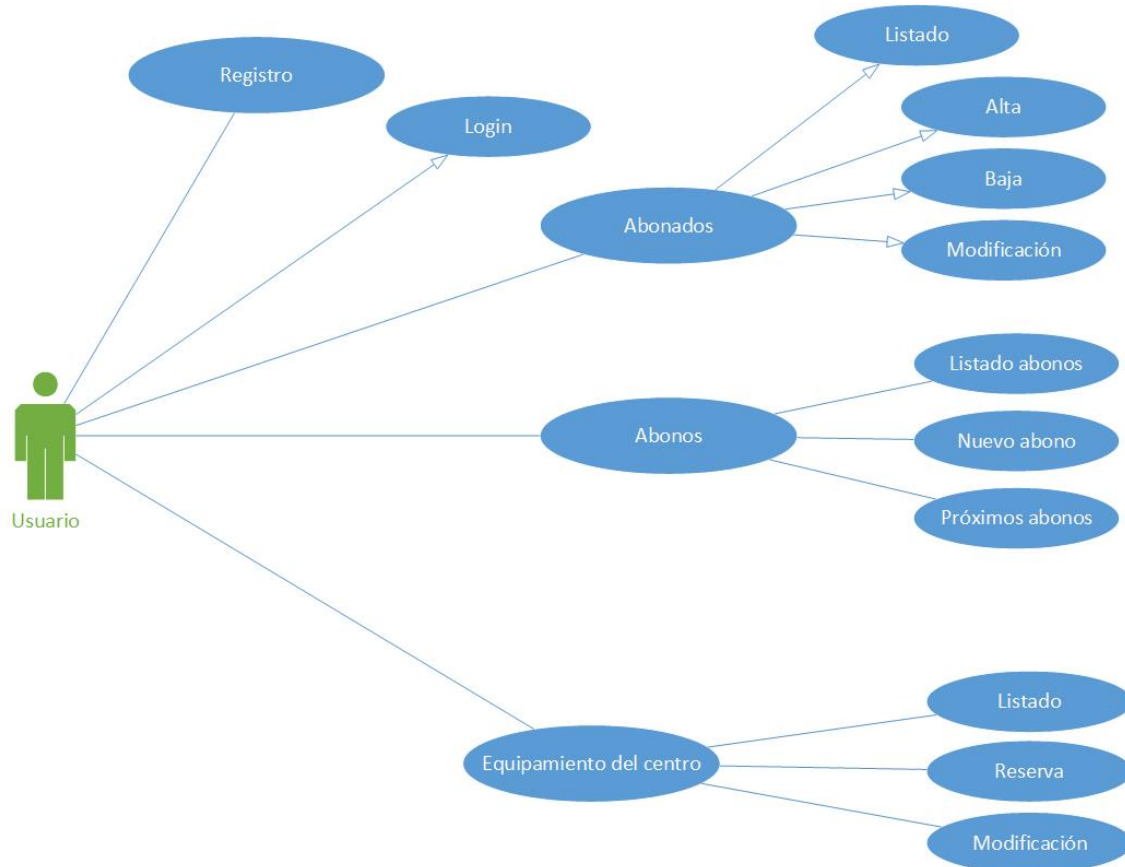 Registro
Login
Usuario
Abonados
Listado
Alta
Baja
Modificación
Abonos
Listado abonos
Nuevo abono
Próximos abonos
Equipamiento del centro
Listado
Reserva
Modificación